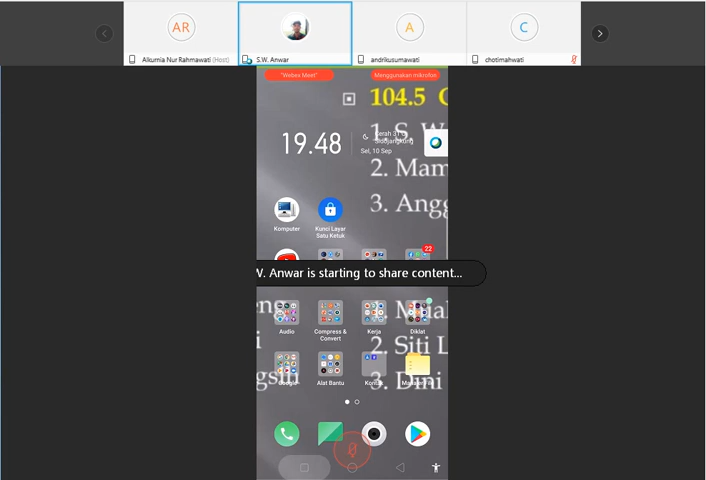 AR
A
C
Alkurnia Nur Rahmawati (Host)
S.W. Anwar
andrikusumawati
chotimahwati
"Webex Meet"
Menggunakan mikrofon
104.5
19.48
Sel, 10 Sep
1. S. W
2. Mam
3. Angg
Komputer
Kunci Layar
Satu Ketuk
22
W. Anwar is starting to share content...
Audio
Compress &
Convert
Kerja
Diklat
2. Siti L
Google
Alat Bantu
3. Dini